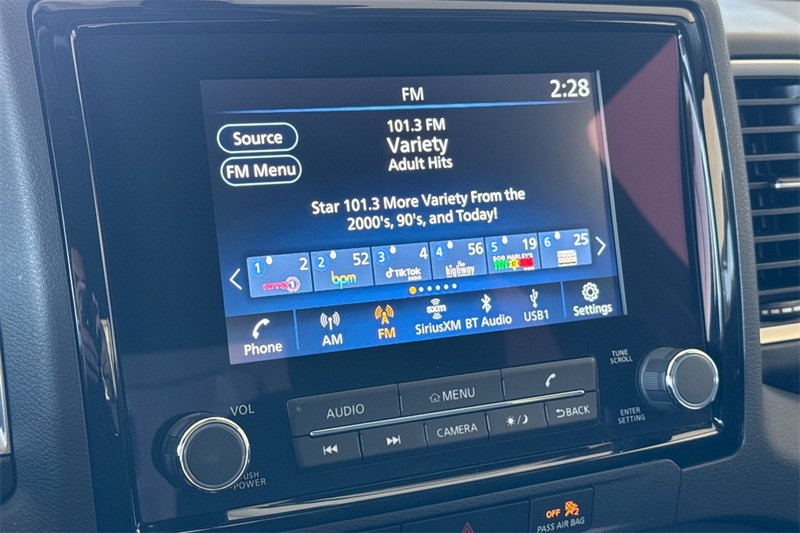 FM
2:28
Source
FM Menu
101.3 FM
Variety
Adult Hits
Star 101.3 More Variety From the
2000's, 90's, and Today!
1 2
2 52
bpm
3 4
TikTok
4 56
the
highway
5 19
BOB MARLEY'S
6 25
Phone
AM
FM
sxm
SiriusXM
BT Audio
USB1
Settings
VOL
PUSH
POWER
AUDIO
MENU
CAMERA
BACK
TUNE
SCROLL
ENTER
SETTING
OFF 2
PASS AIR BAG